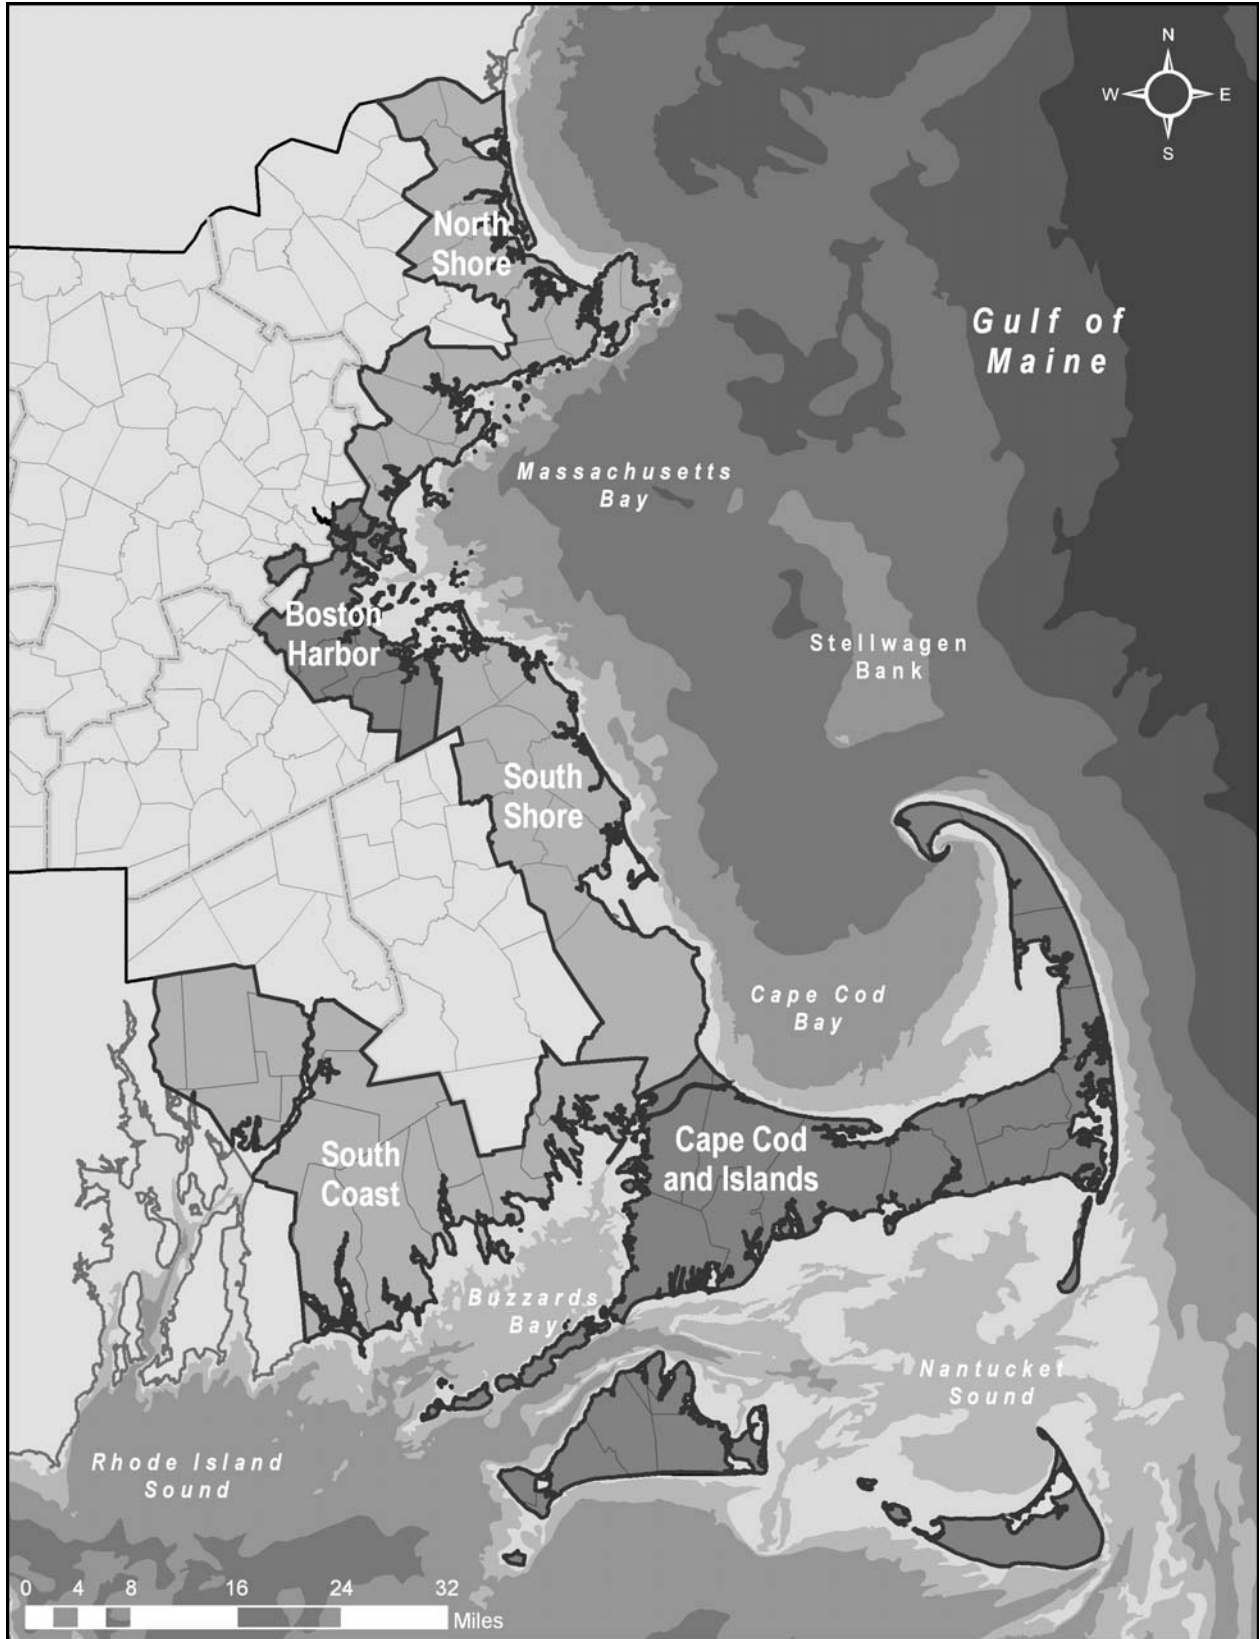 N
W E
S
North
Shore
Gulf of
Maine
Massachusetts
Bay
Boston
Harbor
Stellwagen
Bank
South
Shore
Cape Cod
Bay
South
Coast
Cape Cod
and Islands
Buzzards
Bay
Nantucket
Sound
Rhode Island
Sound
0 4 8 16 24 32
Miles